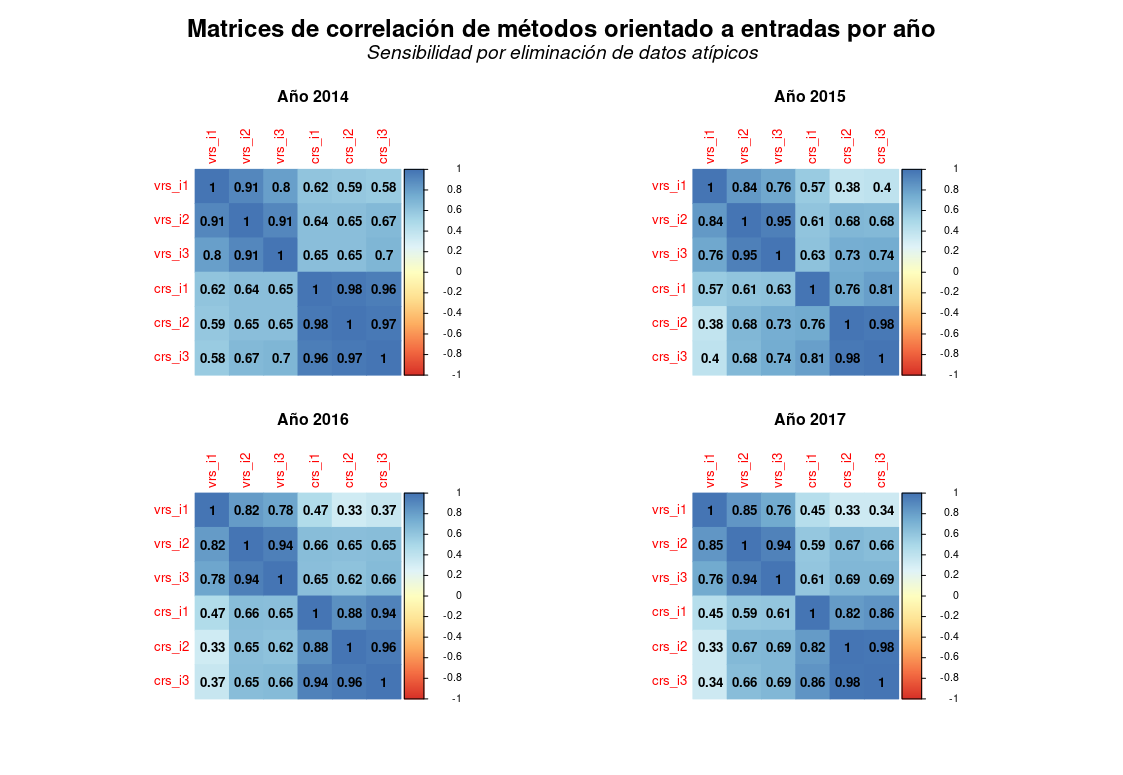 Matrices de correlación de métodos orientado a entradas por año
Sensibilidad por eliminación de datos atípicos
Año 2014
vrs_i1 vrs_i2 vrs_i3 crs_i1 crs_i2 crs_i3
vrs_i1 1 0.91 0.8 0.62 0.59 0.58
vrs_i2 0.91 1 0.91 0.64 0.65 0.67
vrs_i3 0.8 0.91 1 0.65 0.65 0.7
crs_i1 0.62 0.64 0.65 1 0.98 0.96
crs_i2 0.59 0.65 0.65 0.98 1 0.97
crs_i3 0.58 0.67 0.7 0.96 0.97 1
1
0.8
0.6
0.4
0.2
0
-0.2
-0.4
-0.6
-0.8
-1
Año 2015
vrs_i1 vrs_i2 vrs_i3 crs_i1 crs_i2 crs_i3
vrs_i1 1 0.84 0.76 0.57 0.38 0.4
vrs_i2 0.84 1 0.95 0.61 0.68 0.68
vrs_i3 0.76 0.95 1 0.63 0.73 0.74
crs_i1 0.57 0.61 0.63 1 0.76 0.81
crs_i2 0.38 0.68 0.73 0.76 1 0.98
crs_i3 0.4 0.68 0.74 0.81 0.98 1
1
0.8
0.6
0.4
0.2
0
-0.2
-0.4
-0.6
-0.8
-1
Año 2016
vrs_i1 vrs_i2 vrs_i3 crs_i1 crs_i2 crs_i3
vrs_i1 1 0.82 0.78 0.47 0.33 0.37
vrs_i2 0.82 1 0.94 0.66 0.65 0.65
vrs_i3 0.78 0.94 1 0.65 0.62 0.66
crs_i1 0.47 0.66 0.65 1 0.88 0.94
crs_i2 0.33 0.65 0.62 0.88 1 0.96
crs_i3 0.37 0.65 0.66 0.94 0.96 1
1
0.8
0.6
0.4
0.2
0
-0.2
-0.4
-0.6
-0.8
-1
Año 2017
vrs_i1 vrs_i2 vrs_i3 crs_i1 crs_i2 crs_i3
vrs_i1 1 0.85 0.76 0.45 0.33 0.34
vrs_i2 0.85 1 0.94 0.59 0.67 0.66
vrs_i3 0.76 0.94 1 0.61 0.69 0.69
crs_i1 0.45 0.59 0.61 1 0.82 0.86
crs_i2 0.33 0.67 0.69 0.82 1 0.98
crs_i3 0.34 0.66 0.69 0.86 0.98 1
1
0.8
0.6
0.4
0.2
0
-0.2
-0.4
-0.6
-0.8
-1